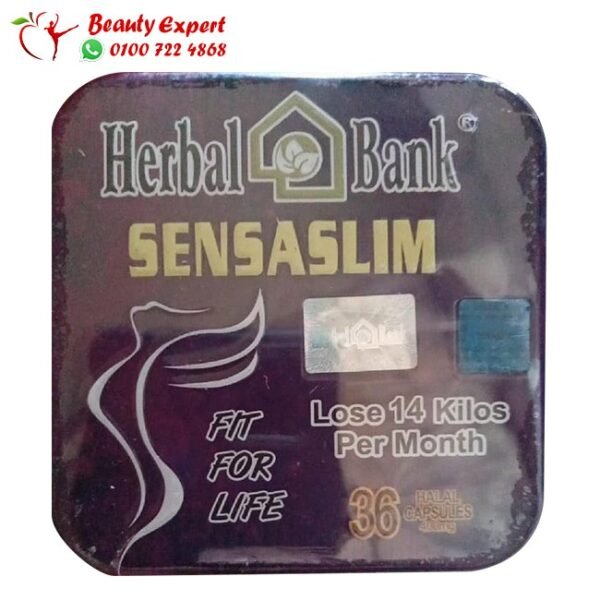 Beauty Expert
0100 722 4868
Herbal Bank®
SENSASLIM
FIT
FOR
LIFE
Lose 14 Kilos
Per Month
36 HALAL
CAPSULES
400mg